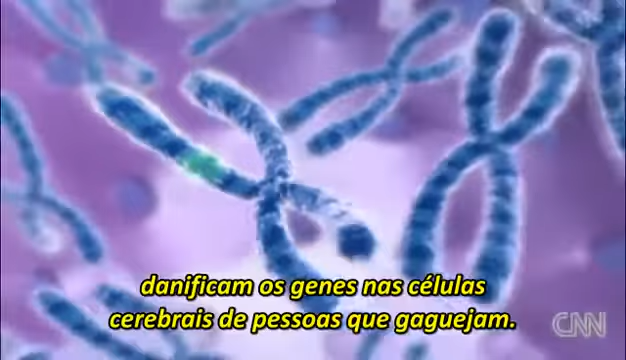 danificam os genes nas células
cerebrais de pessoas que gaguejam.
CNN